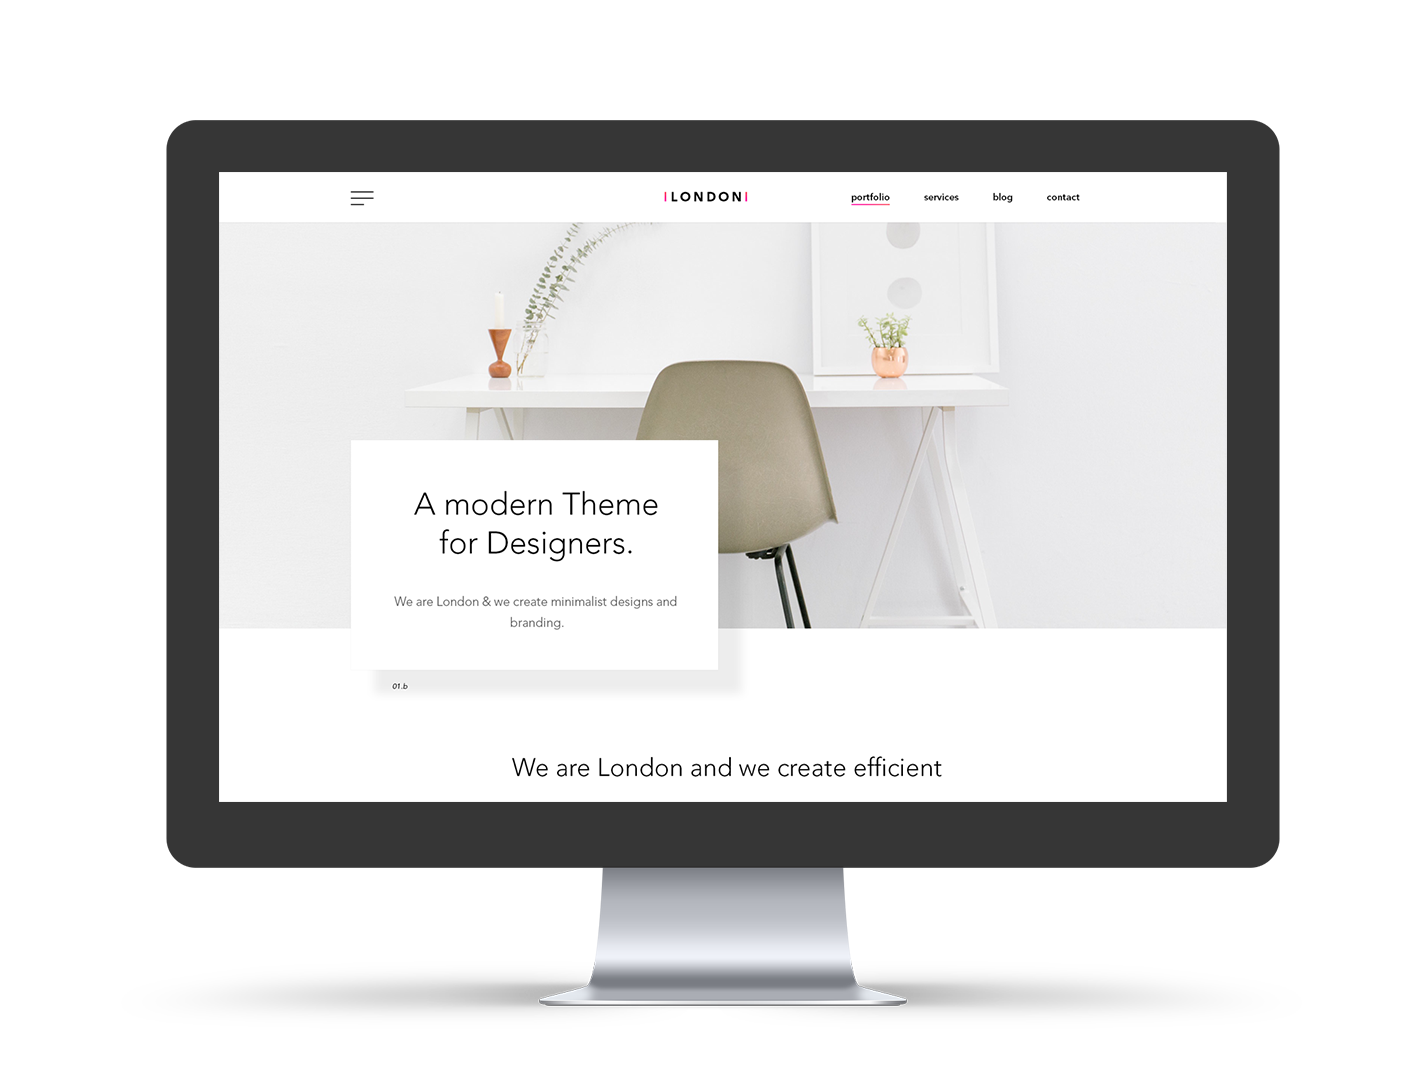 |LONDON|
portfolio services blog contact
A modern Theme
for Designers.
We are London & we create minimalist designs and
branding.
01.b
We are London and we create efficient